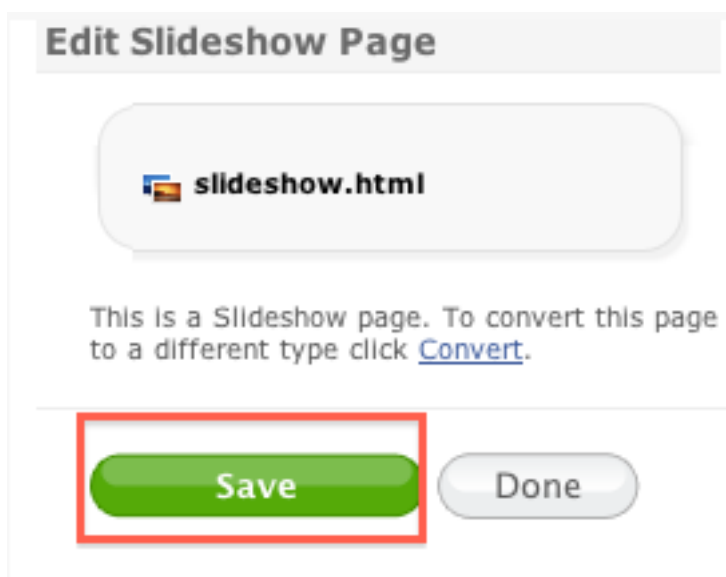 Edit Slideshow Page
slideshow.html
This is a Slideshow page. To convert this page
to a different type click Convert.
Save
Done